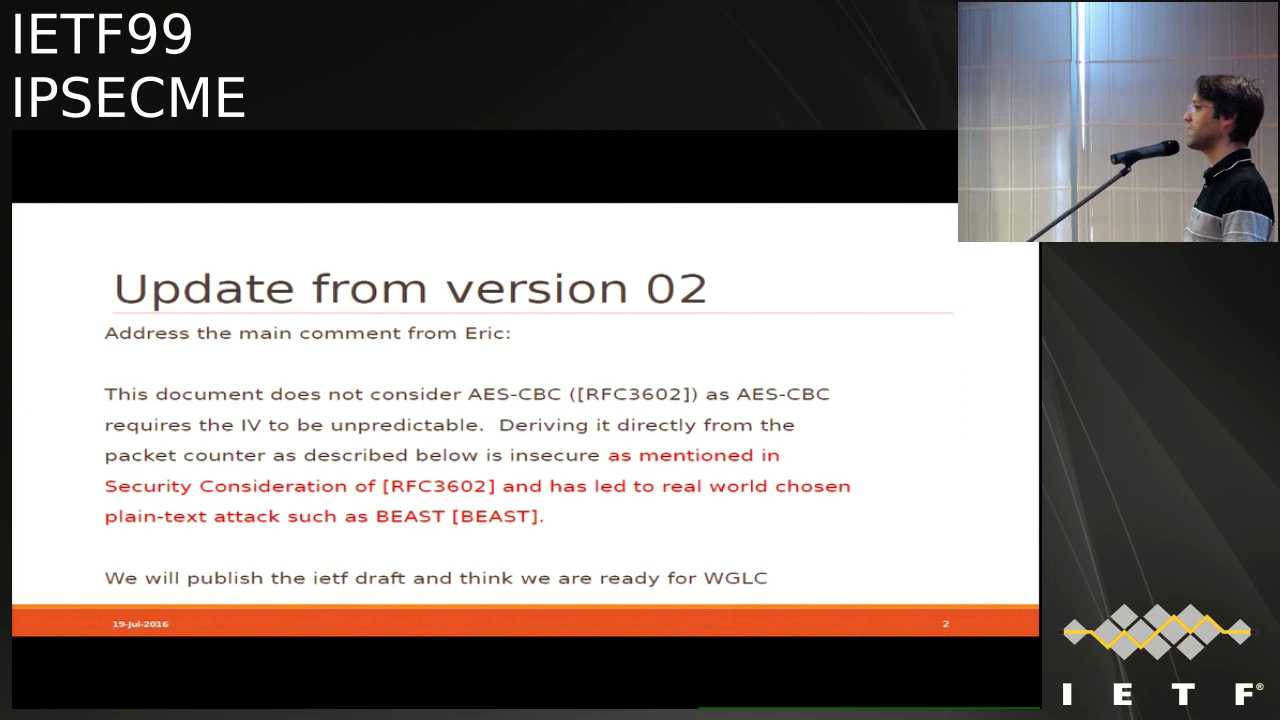 IETF99
IPSECME
Update from version 02
Address the main comment from Eric:
This document does not consider AES-CBC ([RFC3602]) as AES-CBC
requires the IV to be unpredictable.  Deriving it directly from the
packet counter as described below is insecure as mentioned in
Security Consideration of [RFC3602] and has led to real world chosen
plain-text attack such as BEAST [BEAST].
We will publish the ietf draft and think we are ready for WGLC
19-Jul-2016
2
I E T F®